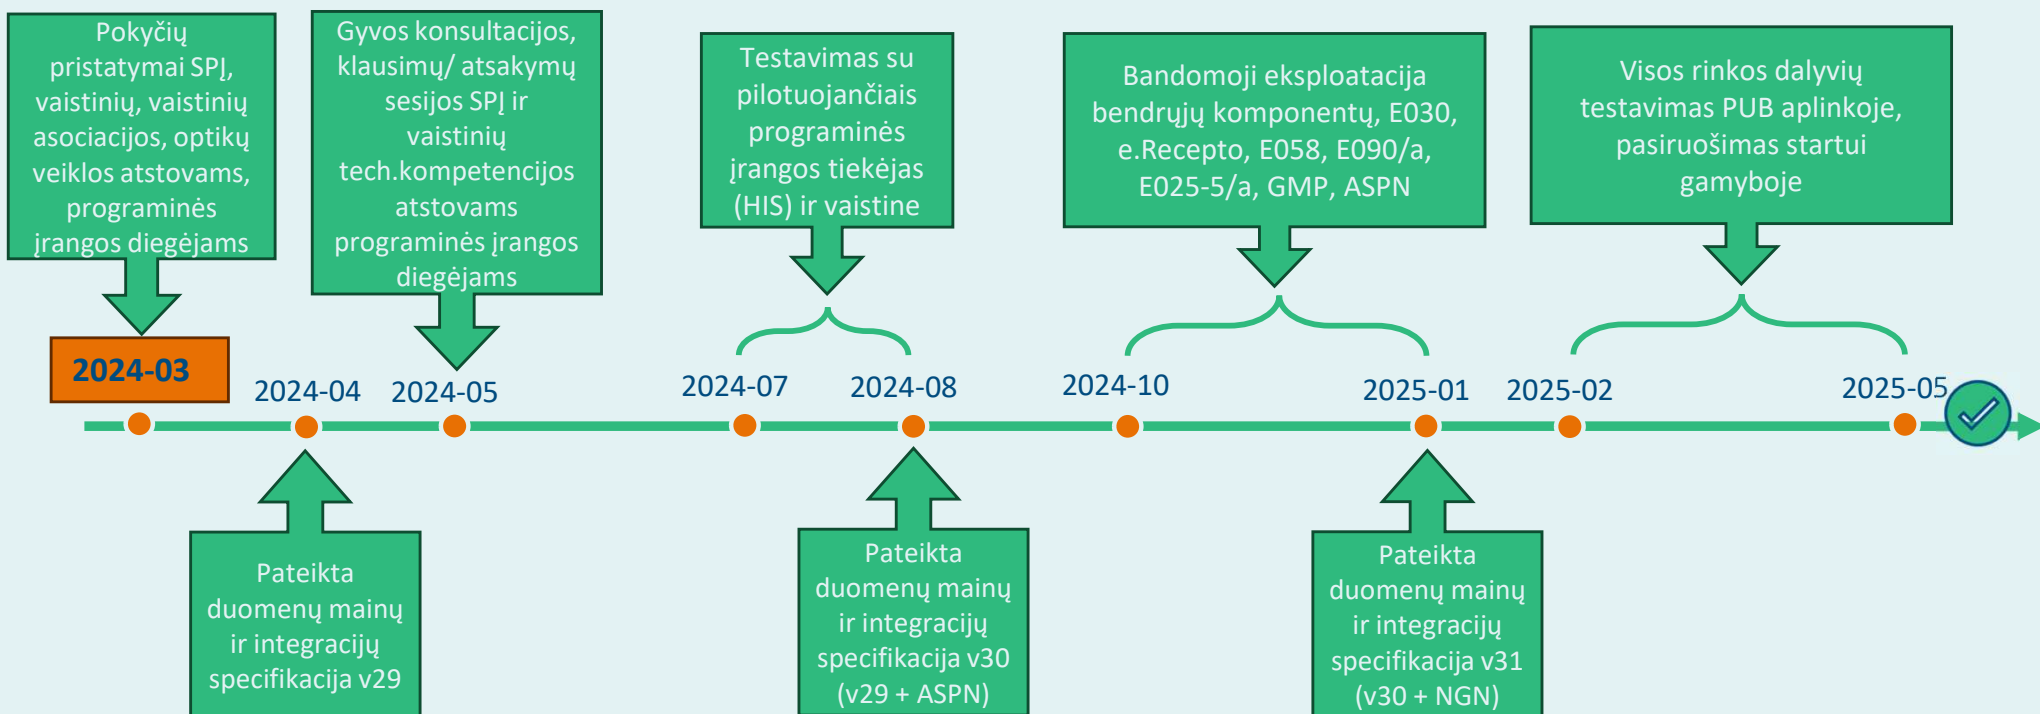 Pokyčių
pristatymai SPĮ,
vaistinių, vaistinių
asociacijos, optikų
veiklos atstovams,
programinės
įrangos diegėjams
Gyvos konsultacijos,
klausimų/ atsakymų
sesijos SPĮ ir
vaistinių
tech.kompetencijos
atstovams
programinės įrangos
diegėjams
Testavimas su
pilotuojančiais
programinės
įrangos tiekėjas
(HIS) ir vaistine
Bandomoji eksploatacija
bendrųjų komponentų, E030,
e.Recepto, E058, E090/a,
E025-5/a, GMP, ASPN
Visos rinkos dalyvių
testavimas PUB aplinkoje,
pasiruošimas startui
gamyboje
2024-03
2024-04
2024-05
2024-07
2024-08
2024-10
2025-01
2025-02
2025-05
Pateikta
duomenų mainų
ir integracijų
specifikacija v29
Pateikta
duomenų mainų
ir integracijų
specifikacija v30
(v29 + ASPN)
Pateikta
duomenų mainų
ir integracijų
specifikacija v31
(v30 + NGN)